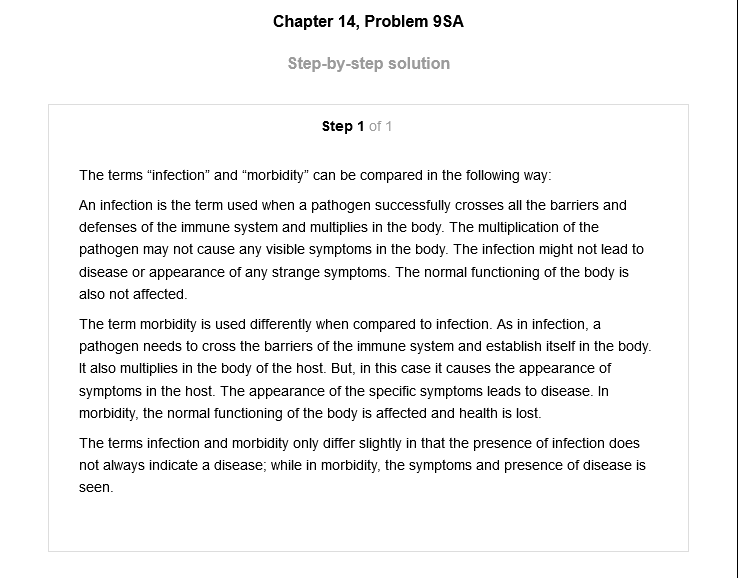 Chapter 14, Problem 9SA
Step-by-step solution
Step 1 of 1
The terms “infection” and “morbidity” can be compared in the following way:
An infection is the term used when a pathogen successfully crosses all the barriers and
defenses of the immune system and multiplies in the body. The multiplication of the
pathogen may not cause any visible symptoms in the body. The infection might not lead to
disease or appearance of any strange symptoms. The normal functioning of the body is
also not affected.
The term morbidity is used differently when compared to infection. As in infection, a
pathogen needs to cross the barriers of the immune system and establish itself in the body.
It also multiplies in the body of the host. But, in this case it causes the appearance of
symptoms in the host. The appearance of the specific symptoms leads to disease. In
morbidity, the normal functioning of the body is affected and health is lost.
The terms infection and morbidity only differ slightly in that the presence of infection does
not always indicate a disease; while in morbidity, the symptoms and presence of disease is
seen.